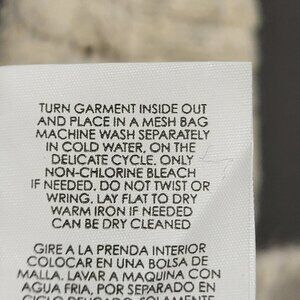 TURN GARMENT INSIDE OUT
AND PLACE IN A MESH BAG
MACHINE WASH SEPARATELY
IN COLD WATER, ON THE
DELICATE CYCLE. ONLY
NON-CHLORINE BLEACH
IF NEEDED. DO NOT TWIST OR
WRING. LAY FLAT TO DRY
WARM IRON IF NEEDED
CAN BE DRY CLEANED
GIRE A LA PRENDA INTERIOR
COLOCAR EN UNA BOLSA DE
MALLA. LAVAR A MAQUINA CON
AGUA FRIA, POR SEPARADO EN
CICLO DELICADO. SOLAMENTE